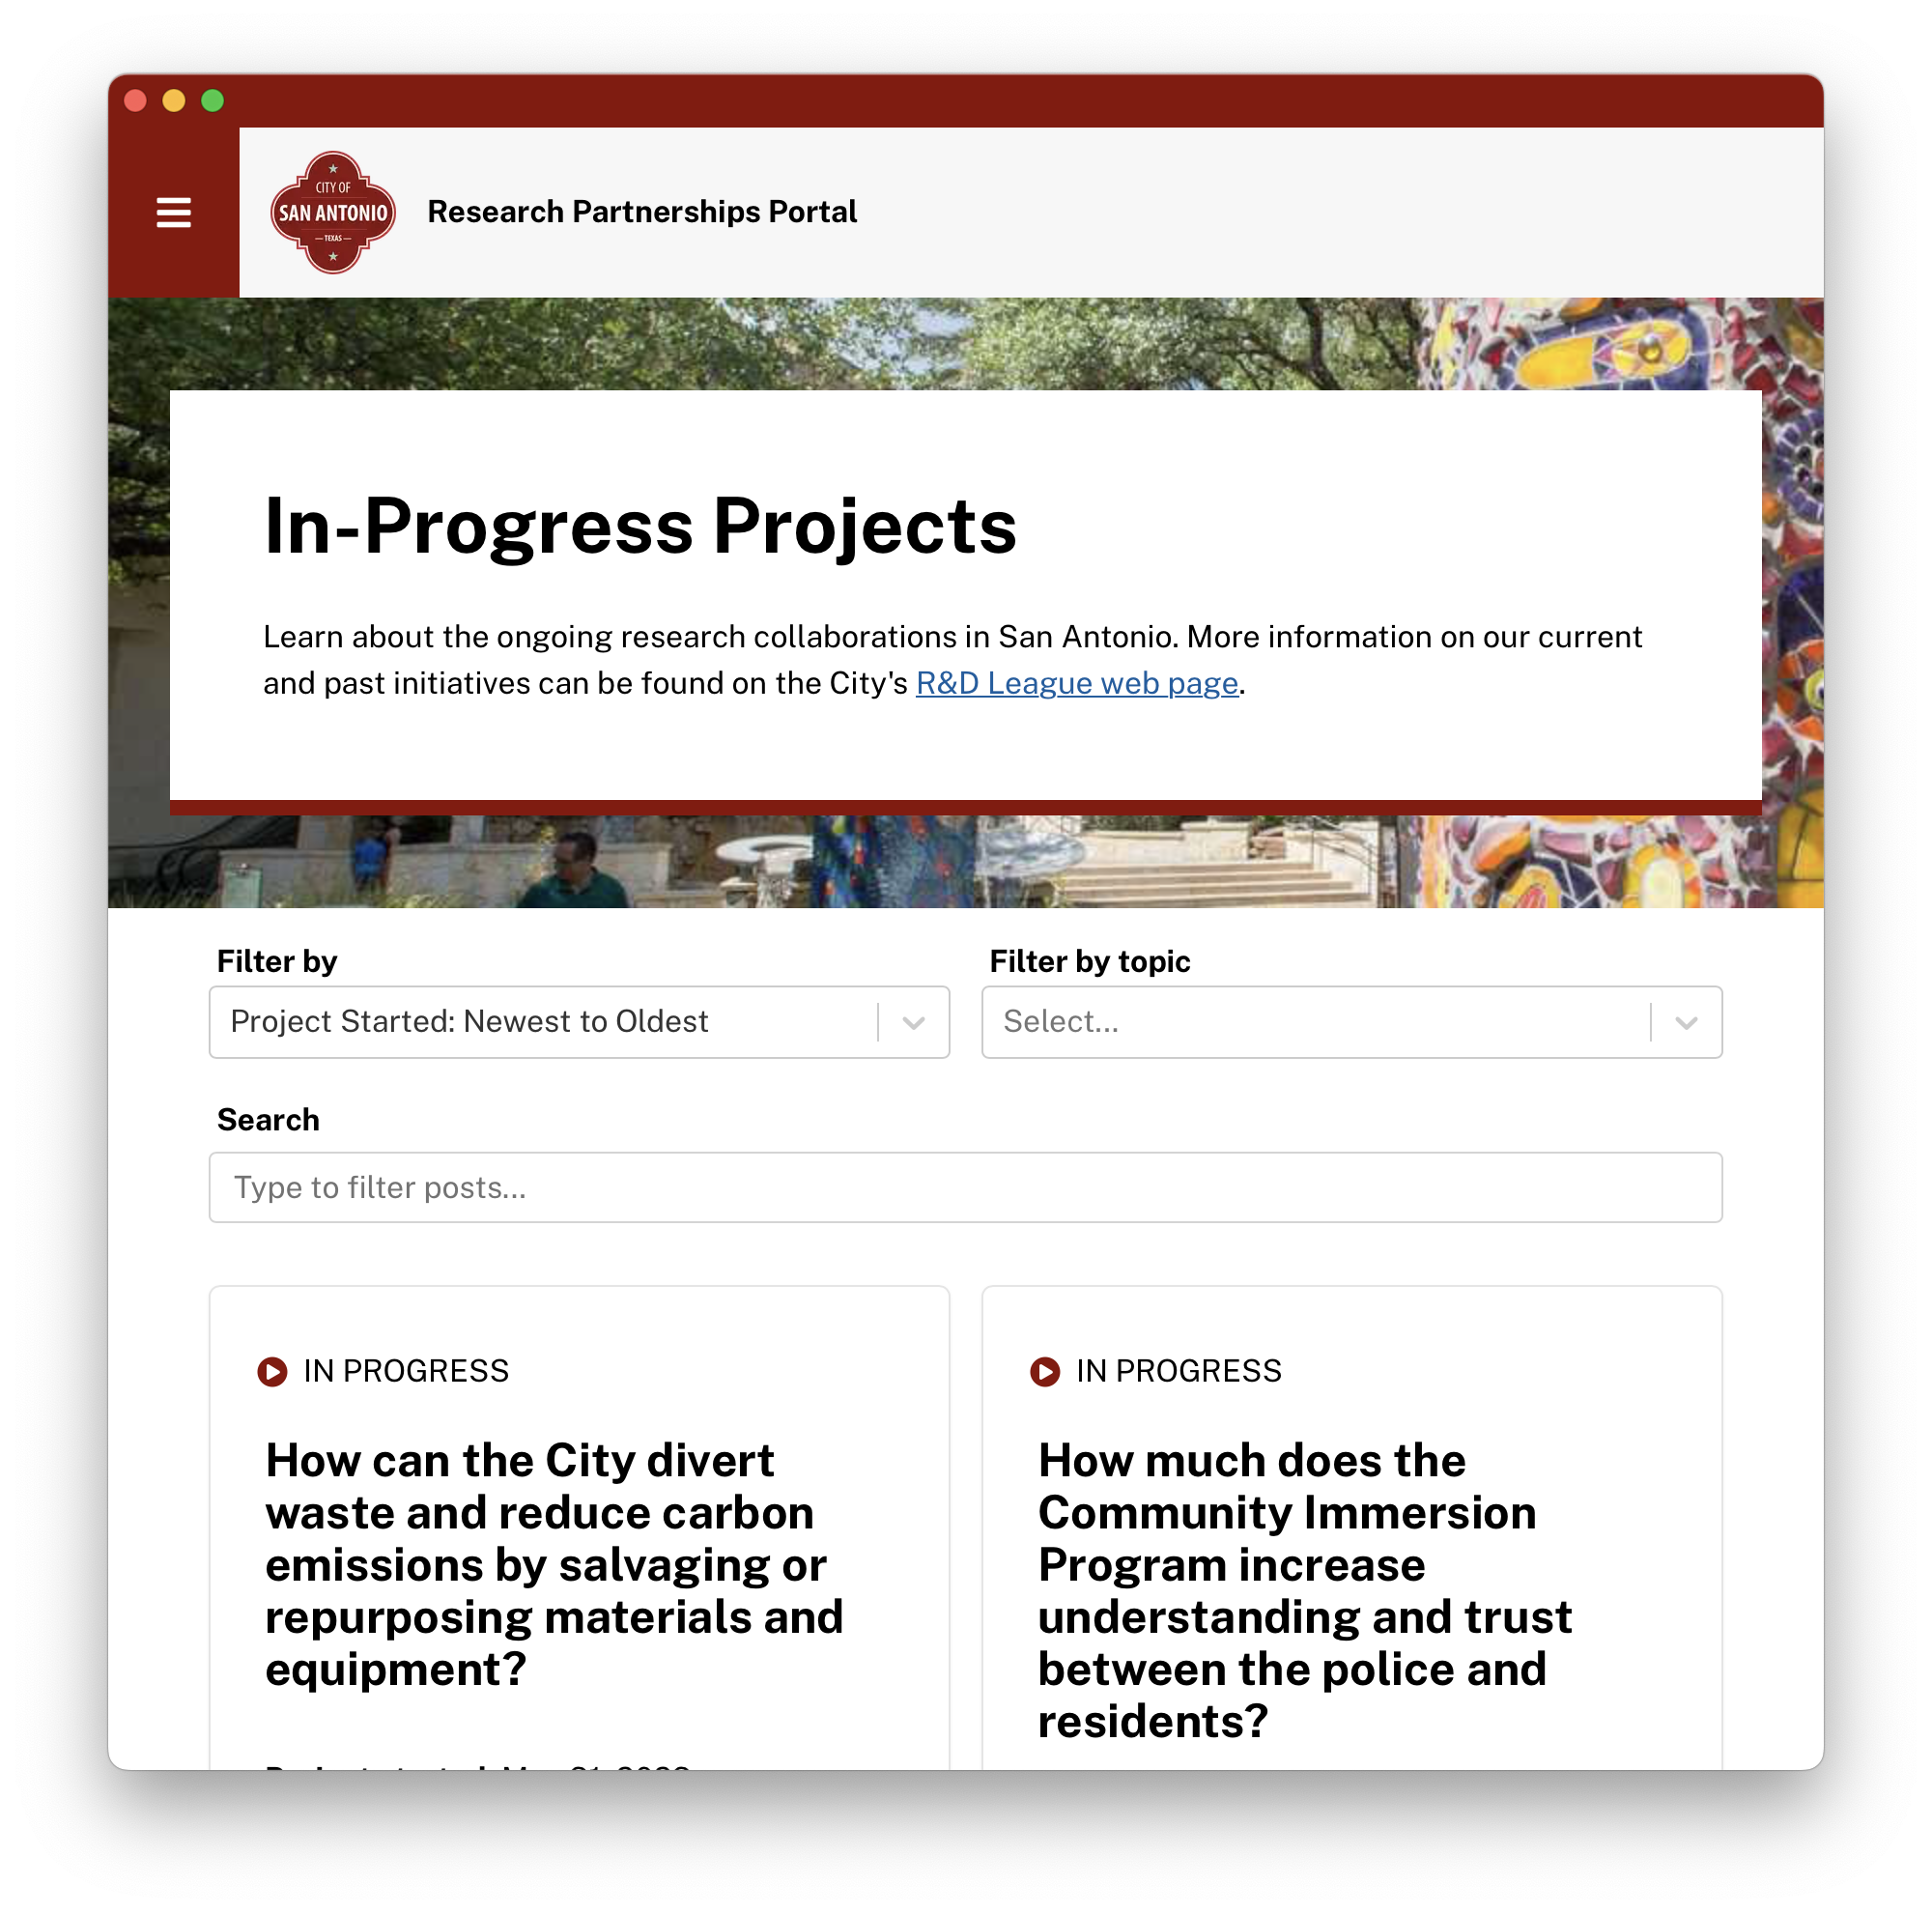 CITY OF
SAN ANTONIO
TEXAS
Research Partnerships Portal
In-Progress Projects
Learn about the ongoing research collaborations in San Antonio. More information on our current
and past initiatives can be found on the City's R&D League web page.
Filter by
Project Started: Newest to Oldest
Filter by topic
Select...
Search
Type to filter posts...
IN PROGRESS
How can the City divert
waste and reduce carbon
emissions by salvaging or
repurposing materials and
equipment?
IN PROGRESS
How much does the
Community Immersion
Program increase
understanding and trust
between the police and
residents?